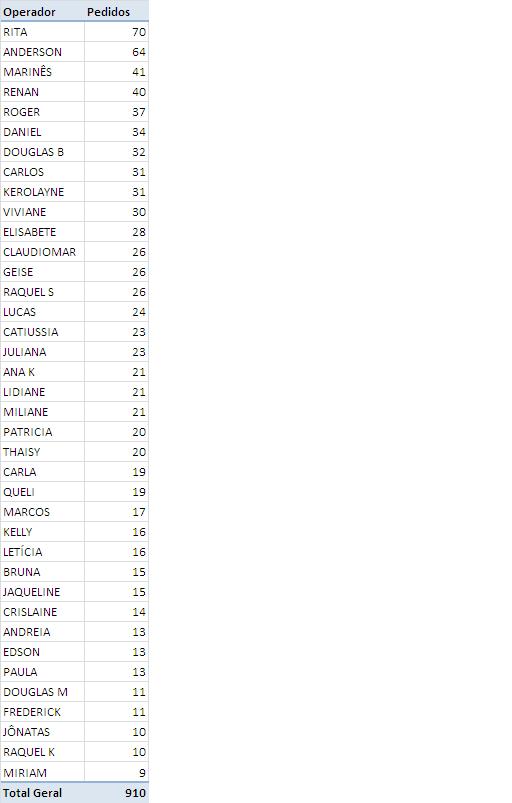 Operador Pedidos
RITA 70
ANDERSON 64
MARINÊS 41
RENAN 40
ROGER 37
DANIEL 34
DOUGLAS B 32
CARLOS 31
KEROLAYNE 31
VIVIANE 30
ELISABETE 28
CLAUDIOMAR 26
GEISE 26
RAQUEL S 26
LUCAS 24
CATIUSSIA 23
JULIANA 23
ANA K 21
LIDIANE 21
MILIANE 21
PATRICIA 20
THAISY 20
CARLA 19
QUELI 19
MARCOS 17
KELLY 16
LETÍCIA 16
BRUNA 15
JAQUELINE 15
CRISLAINE 14
ANDREIA 13
EDSON 13
PAULA 13
DOUGLAS M 11
FREDERICK 11
JÔNATAS 10
RAQUEL K 10
MIRIAM 9
Total Geral 910